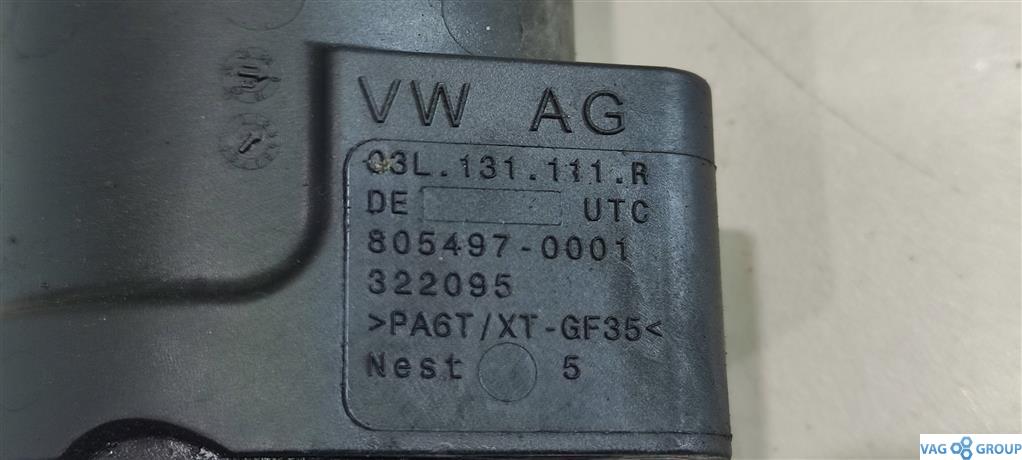 VW AG
03L.131.111.R
DE UTC
805497-0001
322095
>PA6T/XT-GF35<
Nest 5
VAG GROUP